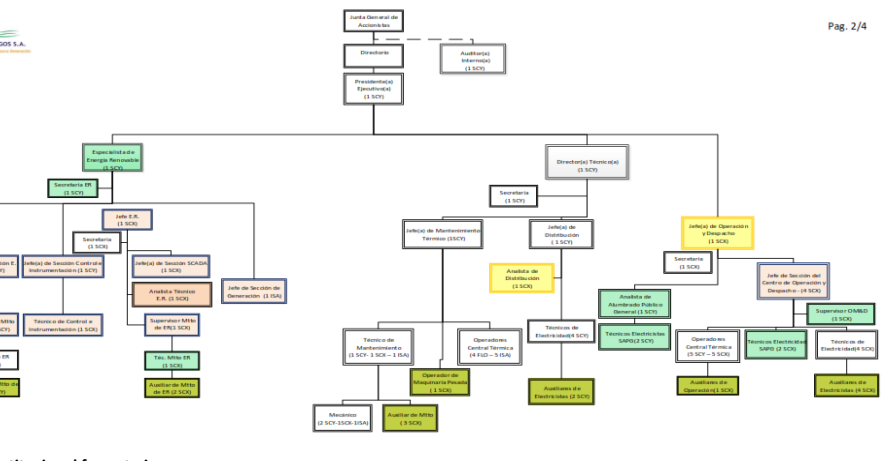 Pag. 2/4
GOS S.A.
Junta General de
Accionistas
Directorio
Auditor(a)
Interno(a)
(1 SCY)
Presidente(a)
Ejecutivo(a)
(1 SCY)
Especialista de
Energía Renovable
(1 SCY)
Director(a) Técnico(a)
(1 SCY)
Secretaria ER
(1 SCY)
Secretaria
(1 SCY)
Jefe E.R.
(1 SCX)
Secretaria
(1 SCX)
Jefe(a) de Mantenimiento
Térmico (1SCY)
Jefe(a) de
Distribución
( 1 SCY)
Jefe(a) de Operación
y Despacho
(1 SCX)
Secretaria
(1 SCX)
Jefe(a) de Sección Control e
Instrumentación (1 SCY)
Jefe(a) de Sección SCADA
(1 SCX)
Jefe de Sección de
Generación (1 ISA)
Analista Técnico
E.R. (1 SCX)
Analista de
Distribución
(1 SCX)
Jefe de Sección del
Centro de Operación y
Despacho - (4 SCX)
Analista de
Alumbrado Público
General (1 SCY)
Supervisor OM&D
(1 SCX)
Técnico de Control e
Instrumentación (1 SCX)
Supervisor Mtto
de ER(1 SCX)
Técnico de
Mantenimiento
(1 SCY- 1 SCX – 1 ISA)
Operadores
Central Térmica
(4 FLO – 5 ISA)
Técnicos de
Electricidad(4 SCY)
Técnicos Electricistas
SAPG(2 SCY)
Operadores
Central Térmica
(5 SCY – 5 SCX)
Técnicos Electricistas
SAPG (2 SCX)
Técnicos de
Electricidad(4 SCX)
Téc. Mtto ER
(1 SCX)
Auxiliar de Mtto
de ER (2 SCX)
Operador de
Maquinaria Pesada
( 1 SCX)
Auxiliares de
Electricistas (2 SCY)
Auxiliares de
Operación(1 SCX)
Auxiliares de
Electricistas (4 SCX)
Mecánico
(2 SCY-1SCX-1ISA)
Auxiliar de Mtto
( 3 SCX)